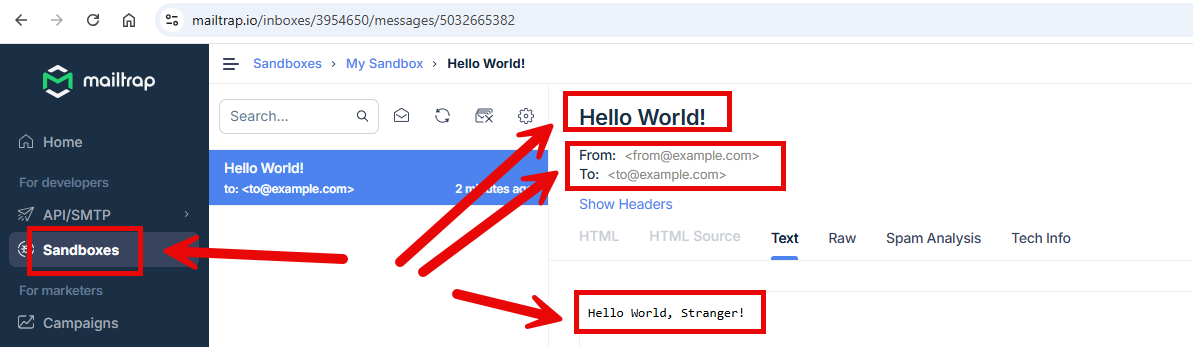 mailtrap.io/inboxes/3954650/messages/5032665382
mailtrap
Home
For developers
API/SMTP
Sandboxes
For marketers
Campaigns
Sandboxes › My Sandbox › Hello World!
Search...
Hello World!
to: <to@example.com> 2 minutes ago
Hello World!
From: <from@example.com>
To: <to@example.com>
Show Headers
HTML HTML Source Text Raw Spam Analysis Tech Info
Hello World, Stranger!